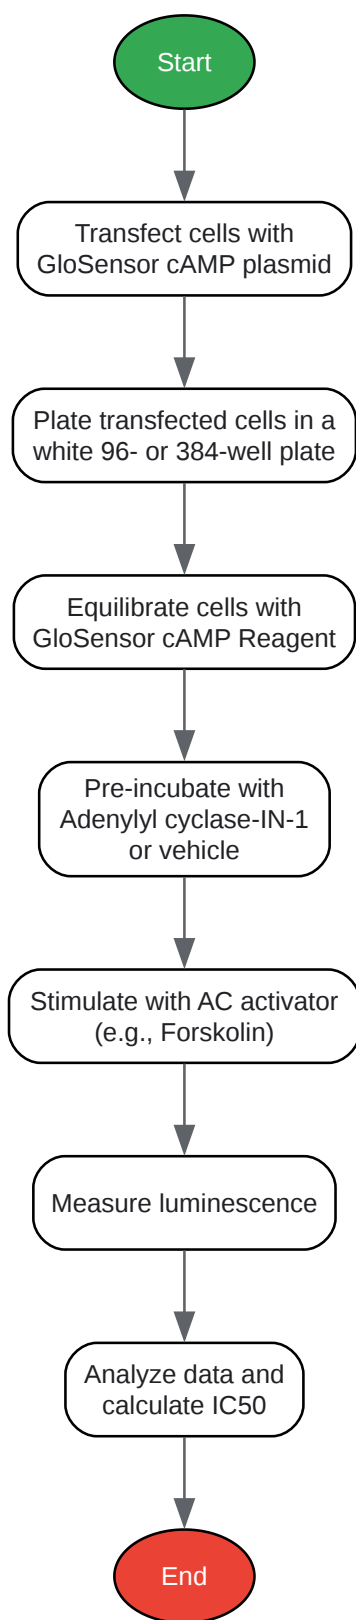 Start
Transfect cells with
GloSensor cAMP plasmid
Plate transfected cells in a
white 96- or 384-well plate
Equilibrate cells with
GloSensor cAMP Reagent
Pre-incubate with
Adenylyl cyclase-IN-1
or vehicle
Stimulate with AC activator
(e.g., Forskolin)
Measure luminescence
Analyze data and
calculate IC50
End